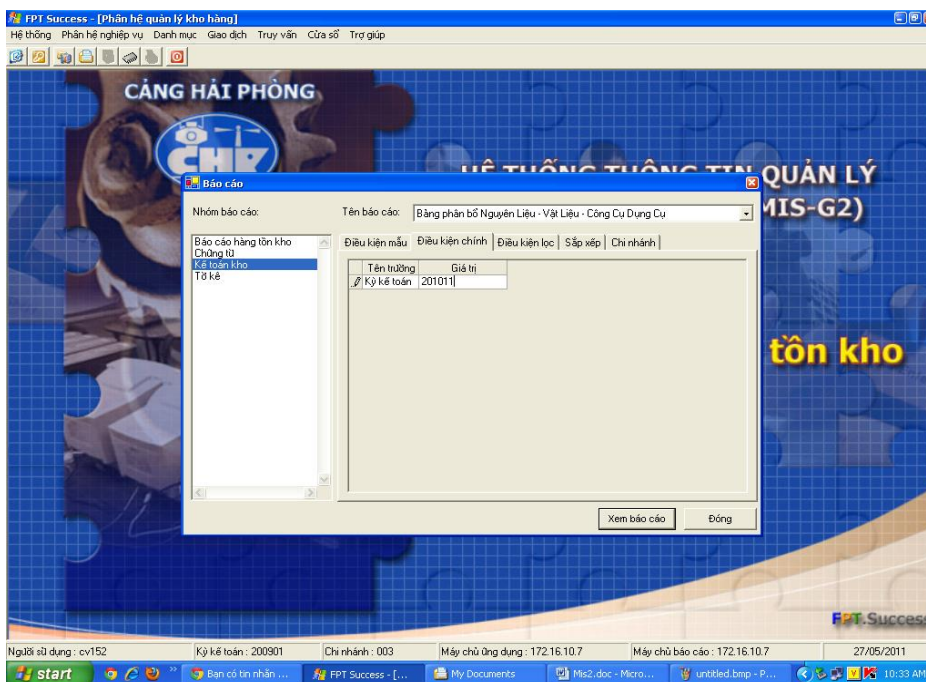 FPT Success - [Phân hệ quản lý kho hàng]
Hệ thống Phân hệ nghiệp vụ Danh mục Giao dịch Truy vấn Cửa sổ Trợ giúp
CẢNG HẢI PHÒNG
CHP
HỆ THỐNG THÔNG TIN QUẢN LÝ
MIS-G2)
Báo cáo
Nhóm báo cáo:
Tên báo cáo: Bảng phân bổ Nguyên Liệu - Vật Liệu - Công Cụ Dụng Cụ
Báo cáo hàng tồn kho
Chứng từ
Kế toán kho
Tờ kê
Điều kiện mẫu Điều kiện chính Điều kiện lọc Sắp xếp Chi nhánh
Tên trường Giá trị
Kỳ kế toán 201011
tồn kho
Xem báo cáo Đóng
FPT.Success
Người sử dụng : cv152 Kỳ kế toán : 200901 Chi nhánh : 003 Máy chủ ứng dụng : 172.16.10.7 Máy chủ báo cáo : 172.16.10.7 27/05/2011
start Bạn có tin nhắn ... FPT Success - [... My Documents Mis2.doc - Micro... untitled.bmp - P... 10:33 AM